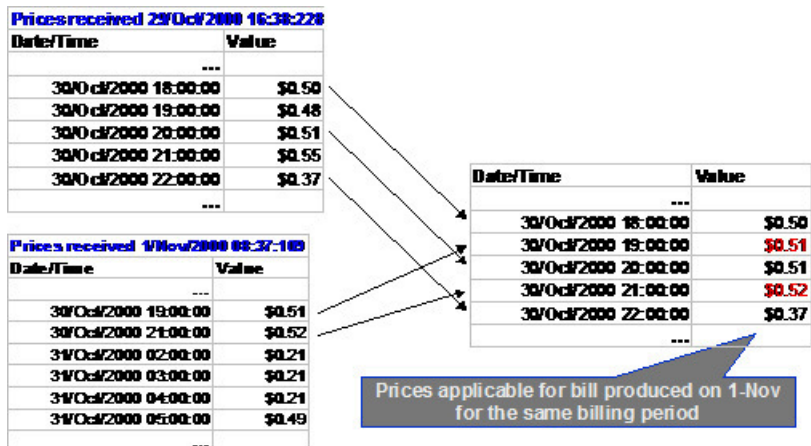 Prices received 29/Oct/2000 16:38:228
Date/Time Value
...
30/Oct/2000 18:00:00 $0.50
30/Oct/2000 19:00:00 $0.48
30/Oct/2000 20:00:00 $0.51
30/Oct/2000 21:00:00 $0.55
30/Oct/2000 22:00:00 $0.37
...
Prices received 1/Nov/2000 08:37:109
Date/Time Value
...
30/Oct/2000 19:00:00 $0.51
30/Oct/2000 21:00:00 $0.52
31/Oct/2000 02:00:00 $0.21
31/Oct/2000 03:00:00 $0.21
31/Oct/2000 04:00:00 $0.21
31/Oct/2000 05:00:00 $0.49
...
Date/Time Value
...
30/Oct/2000 18:00:00 $0.50
30/Oct/2000 19:00:00 $0.51
30/Oct/2000 20:00:00 $0.51
30/Oct/2000 21:00:00 $0.52
30/Oct/2000 22:00:00 $0.37
...
Prices applicable for bill produced on 1-Nov
for the same billing period